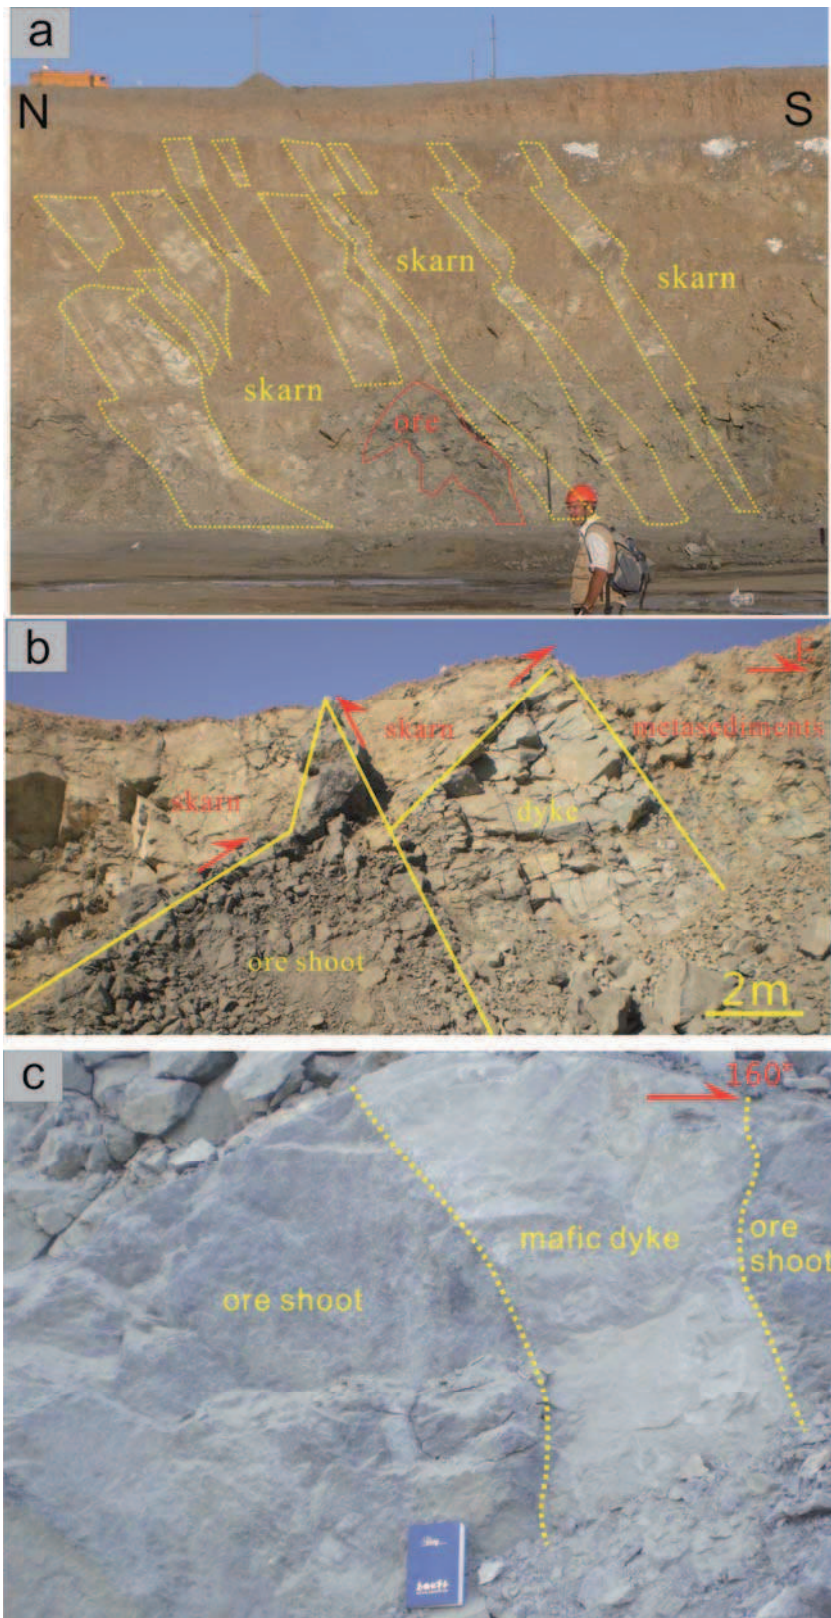 a
N
S
skarn
skarn
skarn
ore
b
E
skarn
metasediments
skarn
dyke
ore shoot
2m
c
160°
mafic dyke
ore
shoot
ore shoot